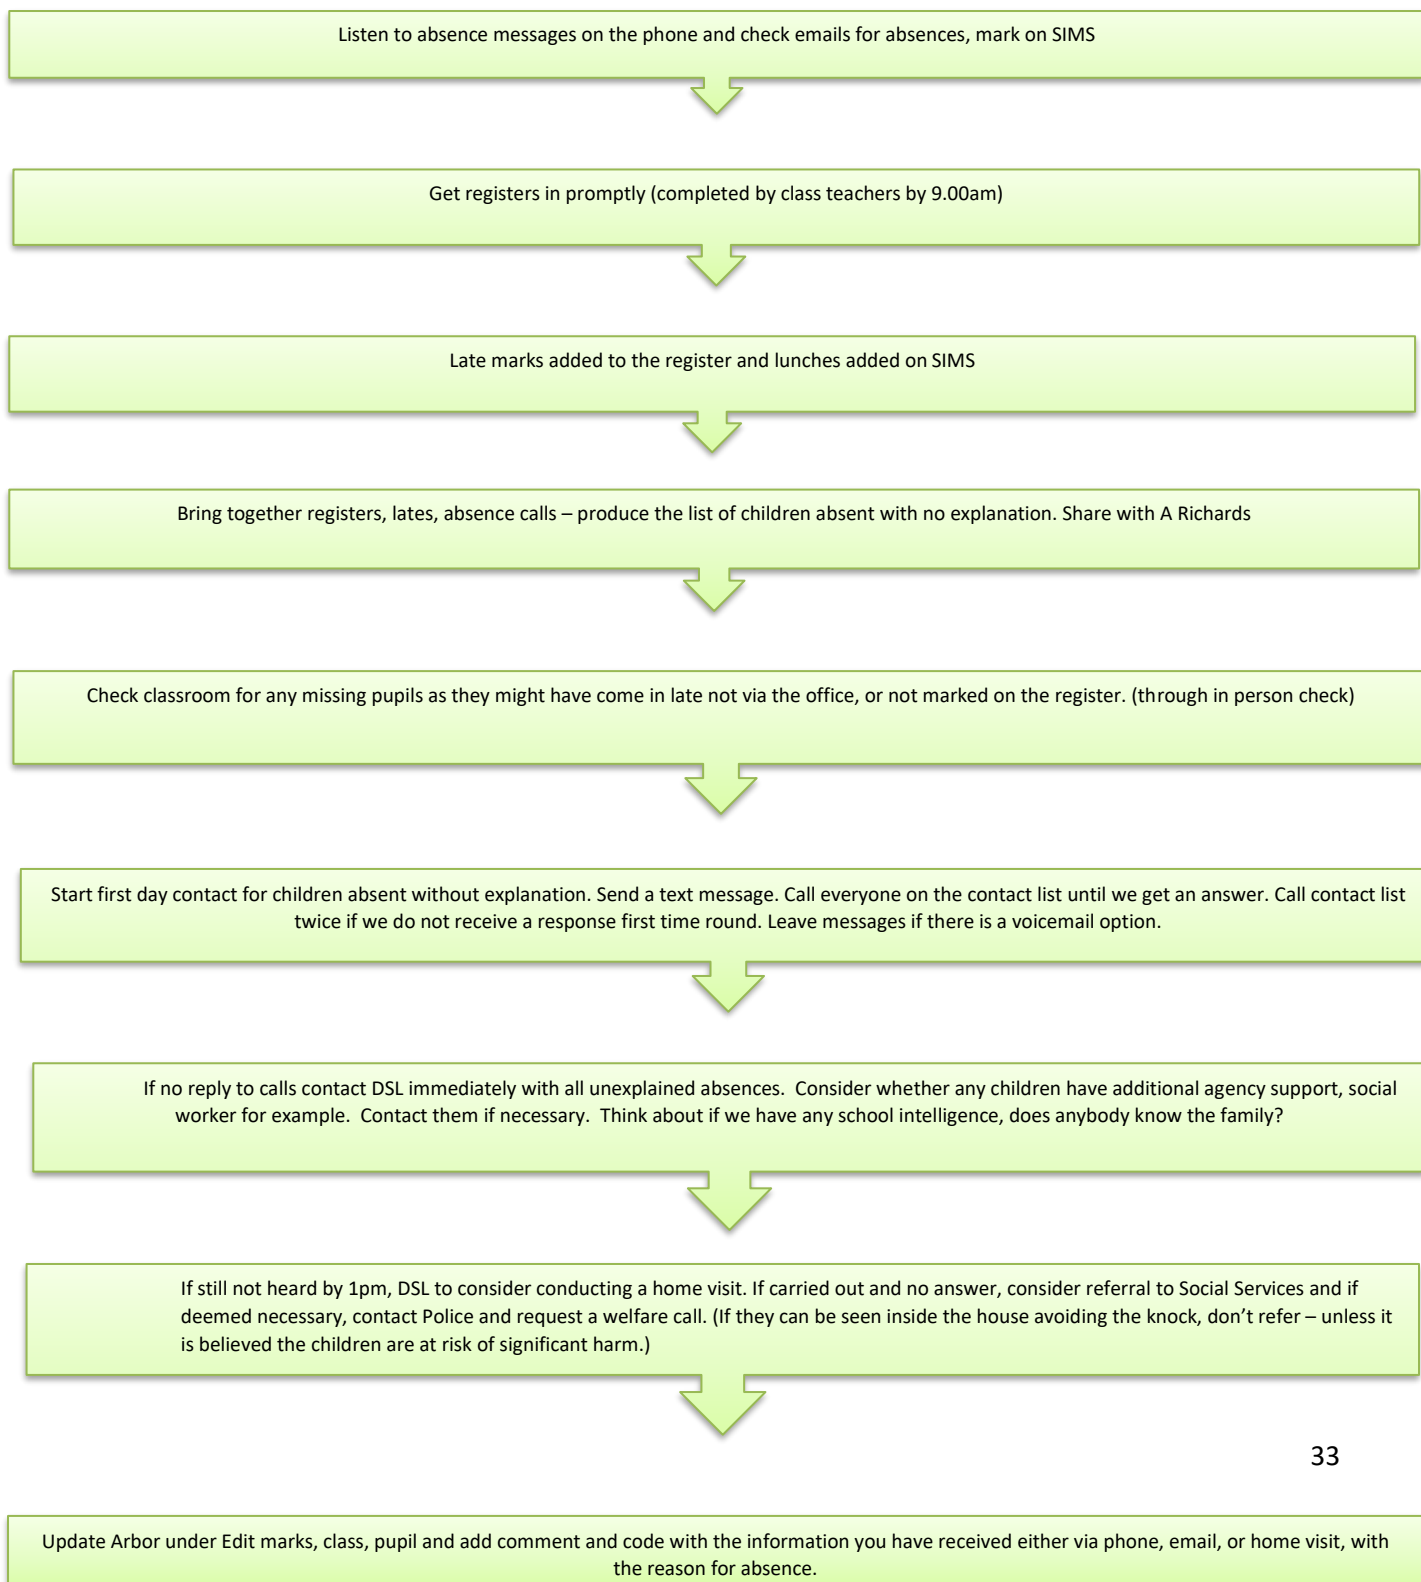 Listen to absence messages on the phone and check emails for absences, mark on SIMS
Get registers in promptly (completed by class teachers by 9.00am)
Late marks added to the register and lunches added on SIMS
Bring together registers, lates, absence calls – produce the list of children absent with no explanation. Share with A Richards
Check classroom for any missing pupils as they might have come in late not via the office, or not marked on the register. (through in person check)
Start first day contact for children absent without explanation. Send a text message. Call everyone on the contact list until we get an answer. Call contact list
twice if we do not receive a response first time round. Leave messages if there is a voicemail option.
If no reply to calls contact DSL immediately with all unexplained absences.  Consider whether any children have additional agency support, social
worker for example.  Contact them if necessary.  Think about if we have any school intelligence, does anybody know the family?
If still not heard by 1pm, DSL to consider conducting a home visit. If carried out and no answer, consider referral to Social Services and if
deemed necessary, contact Police and request a welfare call. (If they can be seen inside the house avoiding the knock, don’t refer – unless it
is believed the children are at risk of significant harm.)
33
Update Arbor under Edit marks, class, pupil and add comment and code with the information you have received either via phone, email, or home visit, with
the reason for absence.